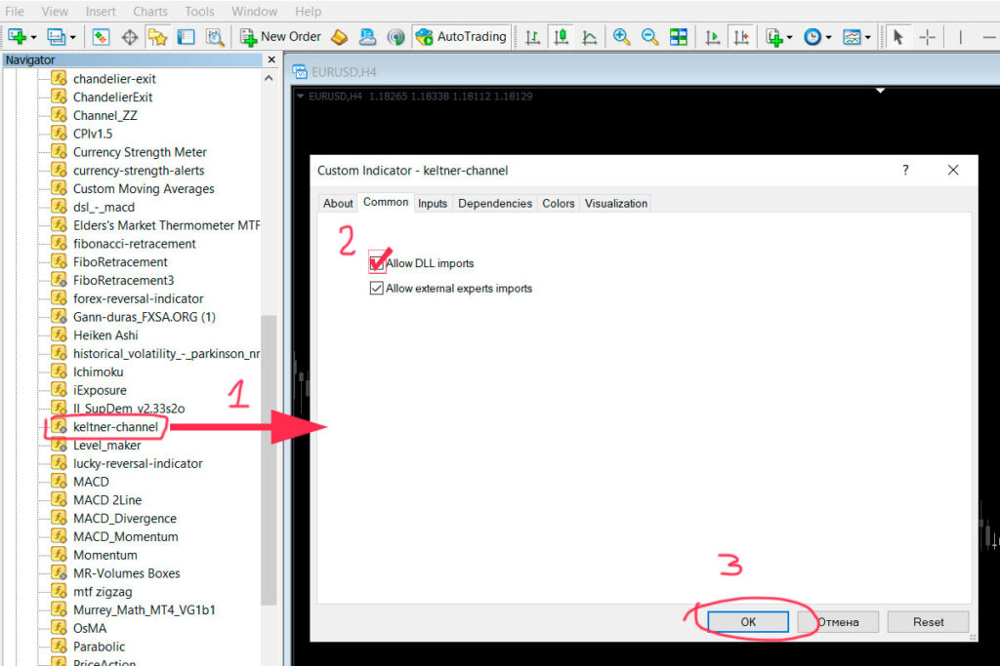 File View Insert Charts Tools Window Help
New Order AutoTrading
Navigator
chandelier-exit
ChandelierExit
Channel_ZZ
CPIv1.5
Currency Strength Meter
currency-strength-alerts
Custom Moving Averages
dsl_-_macd
Elders's Market Thermometer MTF
fibonacci-retracement
FiboRetracement
FiboRetracement3
forex-reversal-indicator
Gann-duras_FXSA.ORG (1)
Heiken Ashi
historical_volatility_-_parkinson_nr
Ichimoku
iExposure
II_SupDem_v2.33s2o
keltner-channel
Level_maker
lucky-reversal-indicator
MACD
MACD 2Line
MACD_Divergence
MACD_Momentum
Momentum
MR-Volumes Boxes
mtf zigzag
Murrey_Math_MT4_VG1b1
OsMA
Parabolic
PriceAction
1
EURUSD,H4
EURUSD,H4 1.18265 1.18338 1.18112 1.18129
Custom Indicator - keltner-channel ?
About Common Inputs Dependencies Colors Visualization
2
Allow DLL imports
Allow external experts imports
3
OK Отмена Reset